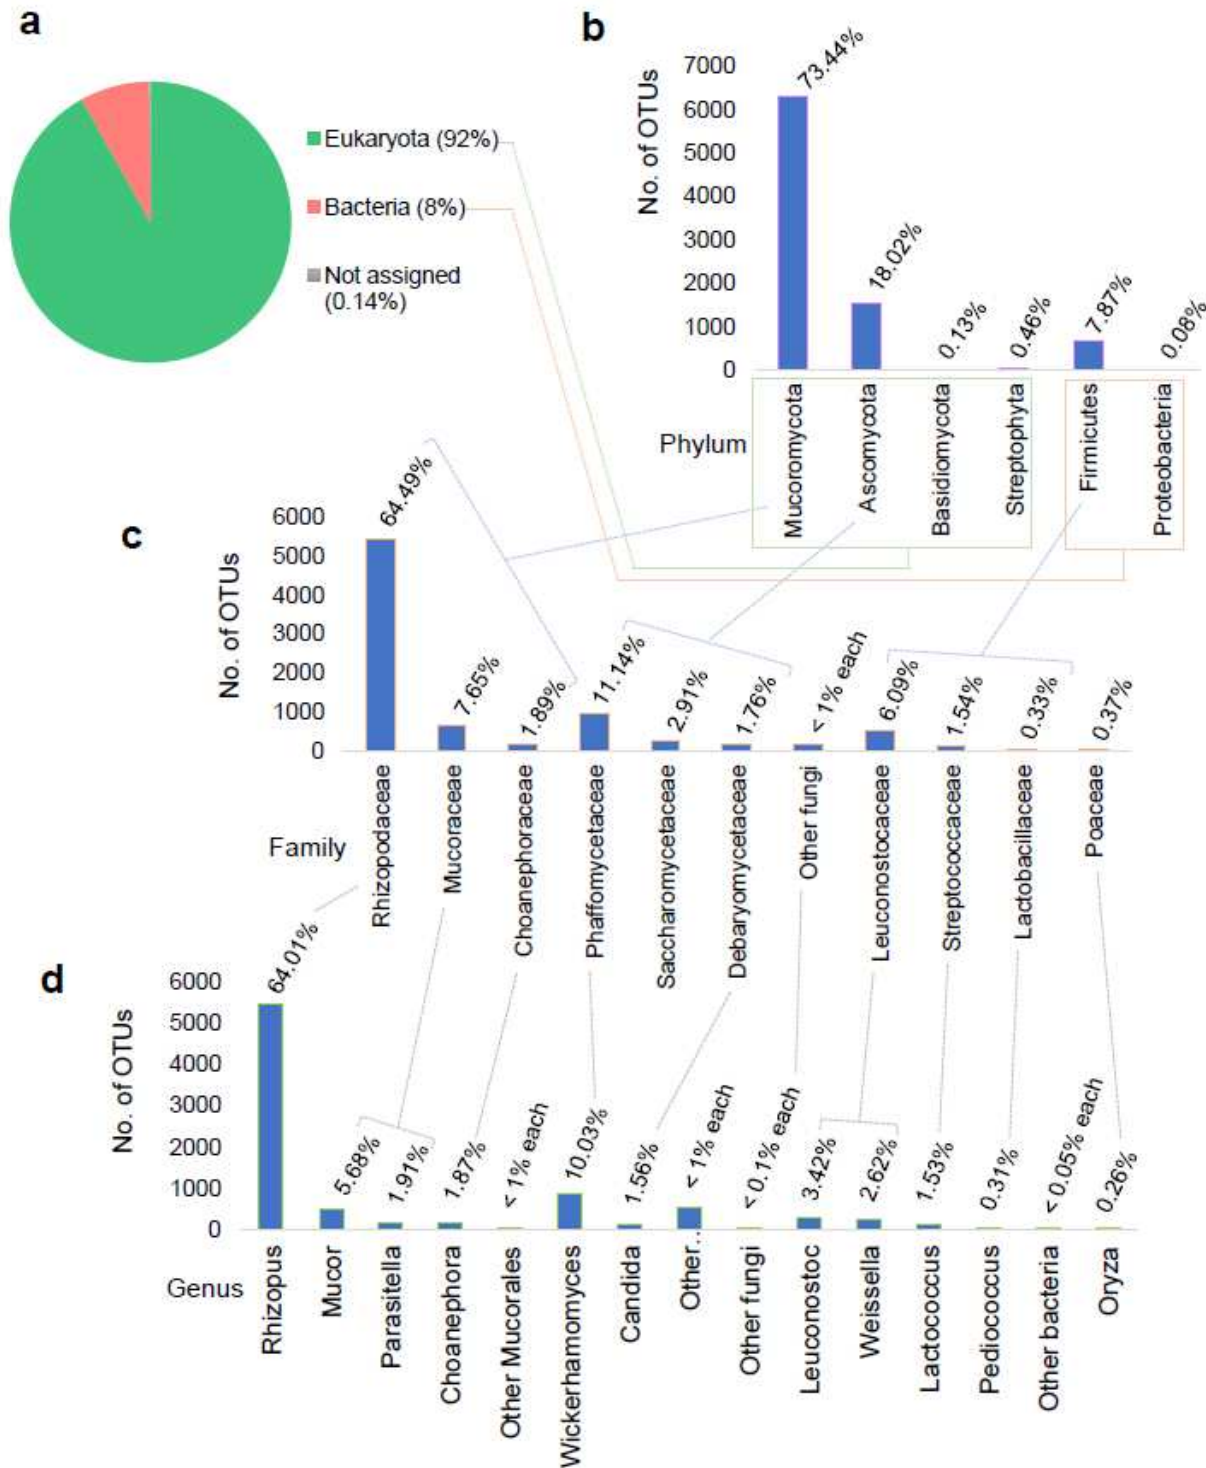 a
Eukaryota (92%)
Bacteria (8%)
Not assigned
(0.14%)
b
No. of OTUs
7000
6000
5000
4000
3000
2000
1000
0
73.44%
18.02%
0.13%
0.46%
7.87%
0.08%
Phylum
Mucoromycota
Ascomycota
Basidiomycota
Streptophyta
Firmicutes
Proteobacteria
c
No. of OTUs
6000
5000
4000
3000
2000
1000
0
64.49%
7.65%
1.89%
11.14%
2.91%
1.76%
< 1% each
6.09%
1.54%
0.33%
0.37%
Family
Rhizopodaceae
Mucoraceae
Choanephoraceae
Phaffomycetaceae
Saccharomycetaceae
Debaryomycetaceae
Other fungi
Leuconostocaceae
Streptococcaceae
Lactobacillaceae
Poaceae
d
No. of OTUs
6000
5000
4000
3000
2000
1000
0
64.01%
5.68%
1.91%
1.87%
< 1% each
10.03%
1.56%
< 1% each
< 0.1% each
3.42%
2.62%
1.53%
0.31%
< 0.05% each
0.26%
Genus
Rhizopus
Mucor
Parasitella
Choanephora
Other Mucorales
Wickerhamomyces
Candida
Other…
Other fungi
Leuconostoc
Weissella
Lactococcus
Pediococcus
Other bacteria
Oryza